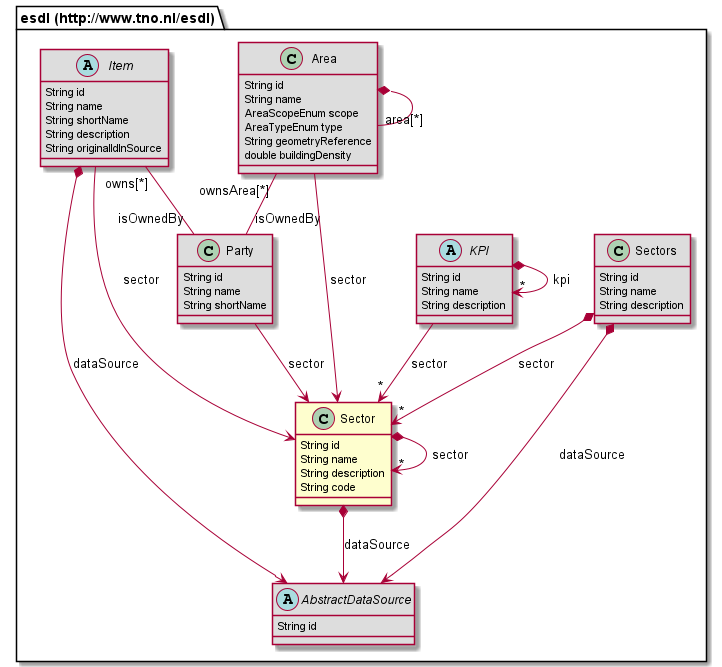 esdl (http://www.tno.nl/esdl)
A Item
String id
String name
String shortName
String description
String originalIdInSource
C Area
String id
String name
AreaScopeEnum scope
AreaTypeEnum type
String geometryReference
double buildingDensity
area[*]
owns[*]
ownsArea[*]
isOwnedBy
isOwnedBy
C Party
String id
String name
String shortName
A KPI
String id
String name
String description
*
kpi
C Sectors
String id
String name
String description
sector
sector
dataSource
sector
sector
*
sector
*
C Sector
String id
String name
String description
String code
*
sector
dataSource
dataSource
A AbstractDataSource
String id